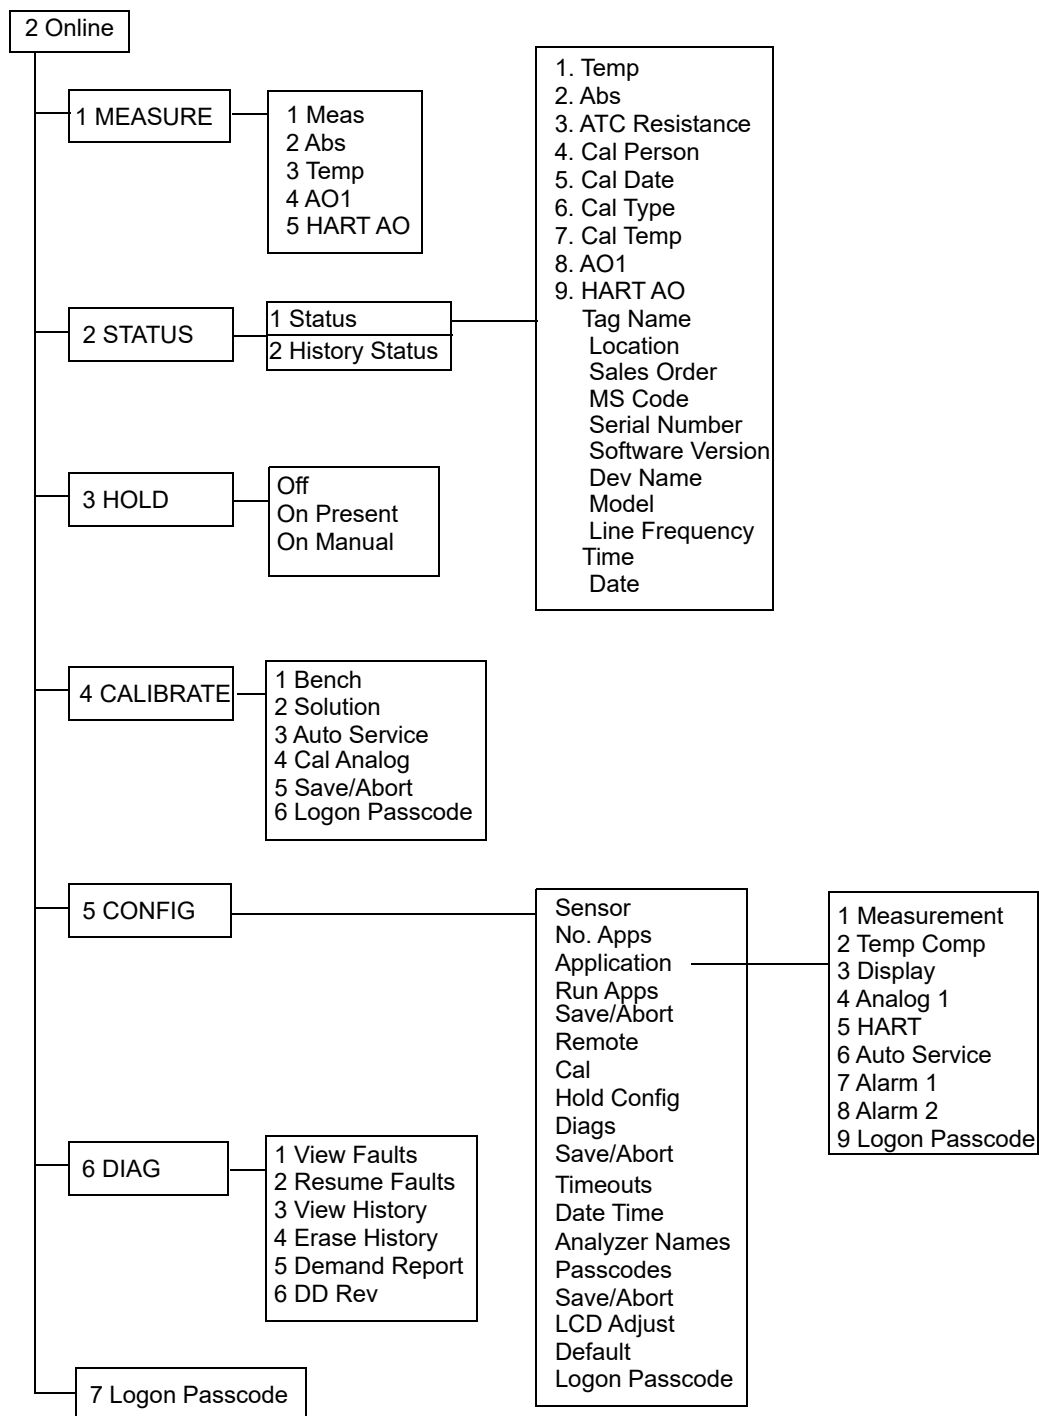 2 Online
1 MEASURE
1 Meas
2 Abs
3 Temp
4 AO1
5 HART AO
2 STATUS
1 Status
2 History Status
1. Temp
2. Abs
3. ATC Resistance
4. Cal Person
5. Cal Date
6. Cal Type
7. Cal Temp
8. AO1
9. HART AO
Tag Name
Location
Sales Order
MS Code
Serial Number
Software Version
Dev Name
Model
Line Frequency
Time
Date
3 HOLD
Off
On Present
On Manual
4 CALIBRATE
1 Bench
2 Solution
3 Auto Service
4 Cal Analog
5 Save/Abort
6 Logon Passcode
5 CONFIG
Sensor
No. Apps
Application
Run Apps
Save/Abort
Remote
Cal
Hold Config
Diags
Save/Abort
Timeouts
Date Time
Analyzer Names
Passcodes
Save/Abort
LCD Adjust
Default
Logon Passcode
1 Measurement
2 Temp Comp
3 Display
4 Analog 1
5 HART
6 Auto Service
7 Alarm 1
8 Alarm 2
9 Logon Passcode
6 DIAG
1 View Faults
2 Resume Faults
3 View History
4 Erase History
5 Demand Report
6 DD Rev
7 Logon Passcode